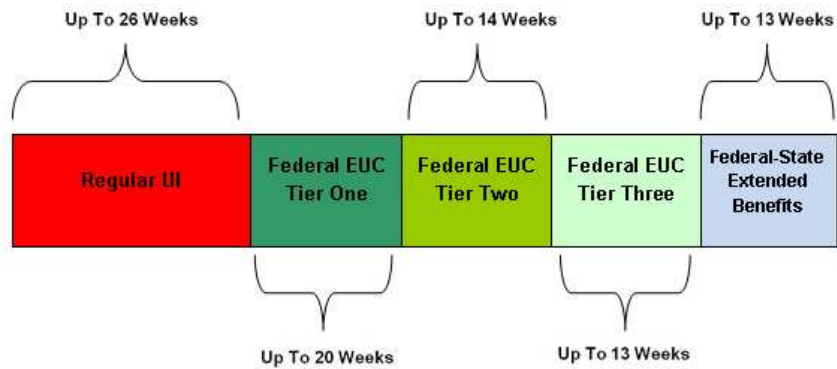 Up To 26 Weeks
Up To 14 Weeks
Up To 13 Weeks
Regular UI
Federal EUC
Tier One
Federal EUC
Tier Two
Federal EUC
Tier Three
Federal-State
Extended
Benefits
Up To 20 Weeks
Up To 13 Weeks